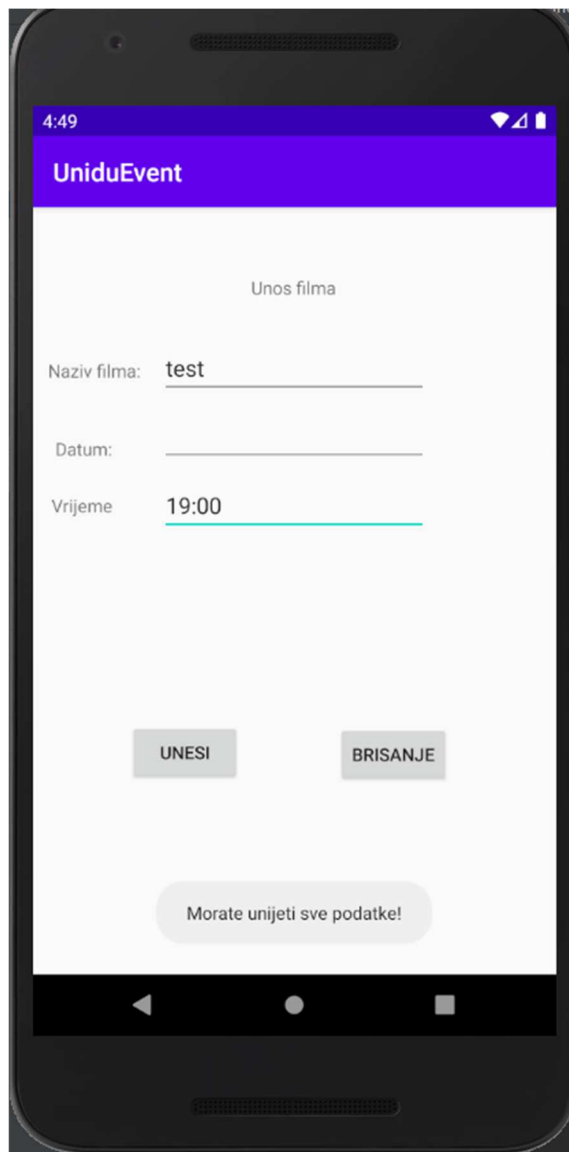 4:49
UniduEvent
Unos filma
Naziv filma: test
Datum:
Vrijeme 19:00
UNESI BRISANJE
Morate unijeti sve podatke!